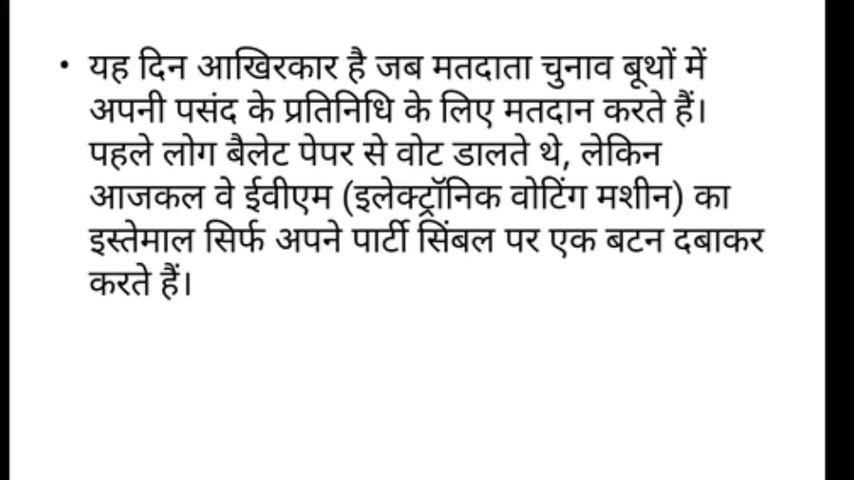 • यह दिन आखिरकार है जब मतदाता चुनाव बूथों में
अपनी पसंद के प्रतिनिधि के लिए मतदान करते हैं।
पहले लोग बैलेट पेपर से वोट डालते थे, लेकिन
आजकल वे ईवीएम (इलेक्ट्रॉनिक वोटिंग मशीन) का
इस्तेमाल सिर्फ अपने पार्टी सिंबल पर एक बटन दबाकर
करते हैं।